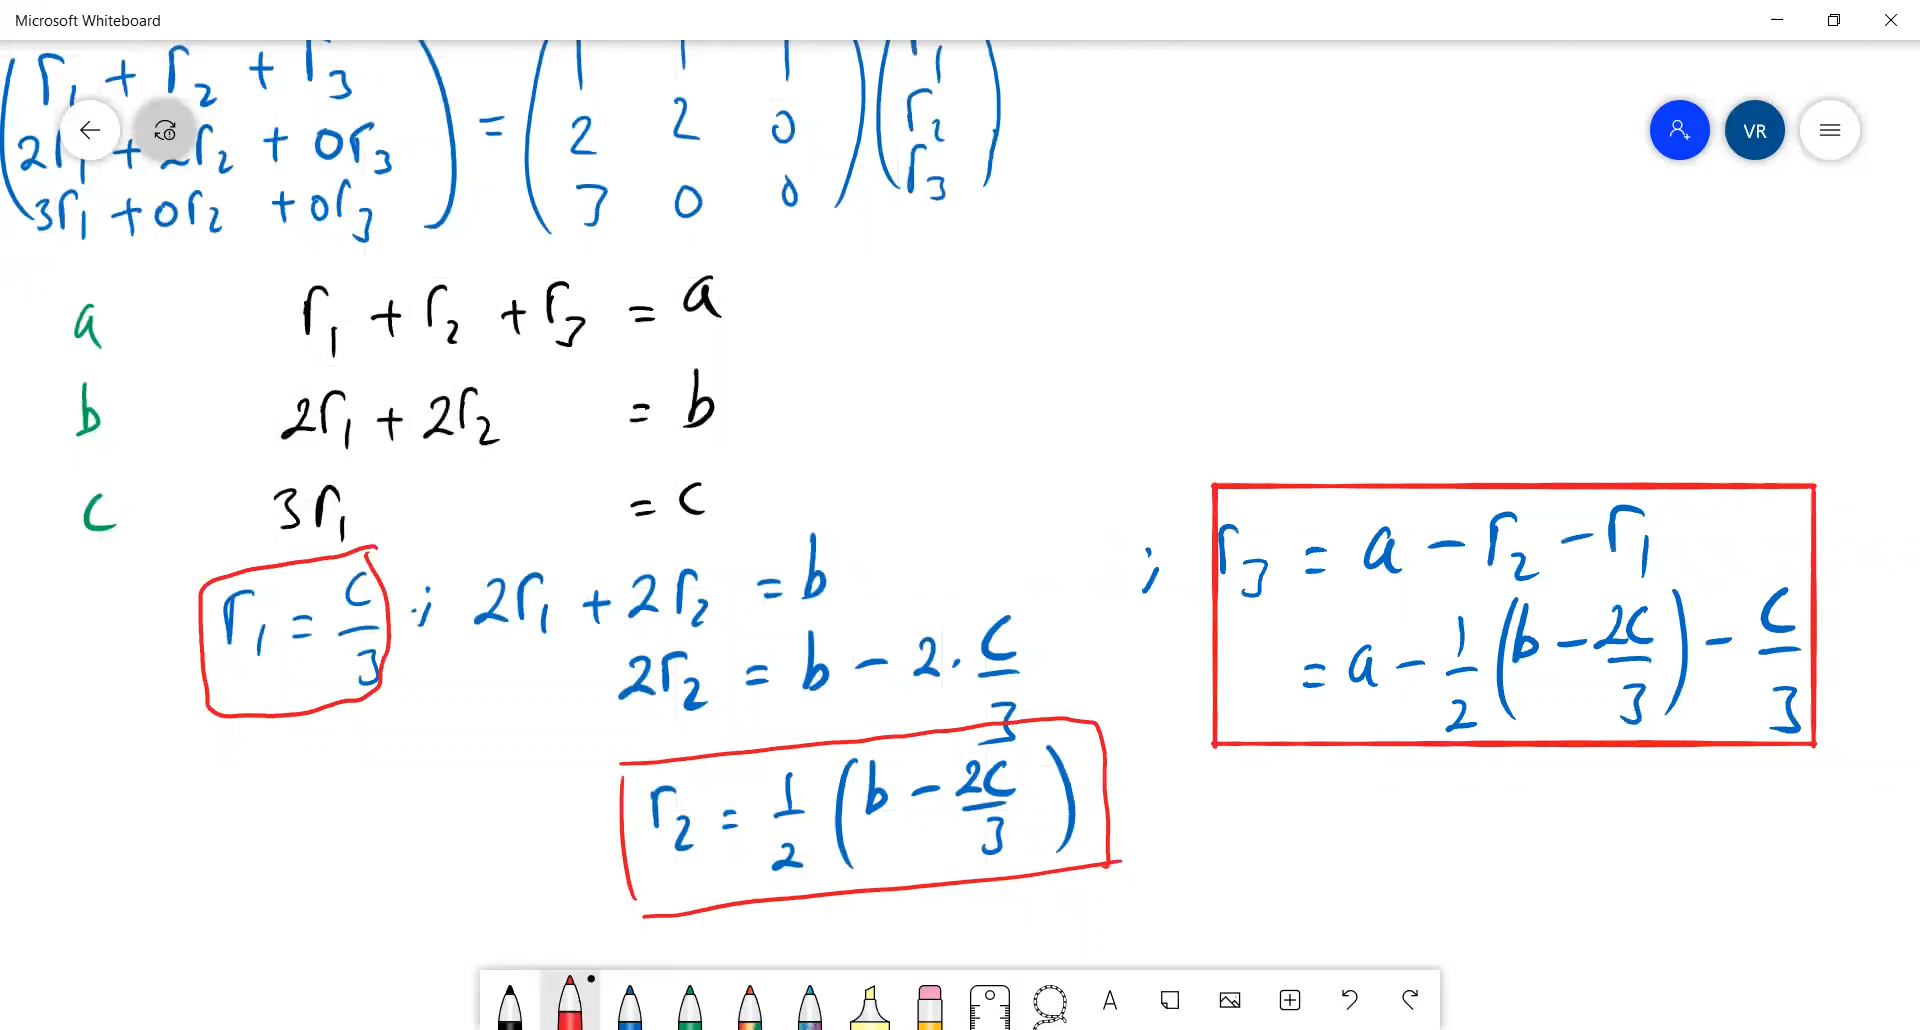 Microsoft Whiteboard
r₁ + r₂ + r₃ = 1 1 1 r₁
2r₁ + 2r₂ + 0r₃ 2 2 0 r₂
3r₁ + 0r₂ + 0r₃ 3 0 0 r₃
VR
a r₁ + r₂ + r₃ = a
b 2r₁ + 2r₂ = b
c 3r₁ = c
r₁ = c/3 ; 2r₁ + 2r₂ = b
2r₂ = b - 2 · c/3
r₂ = 1/2 (b - 2c/3)
; r₃ = a - r₂ - r₁
= a - 1/2 (b - 2c/3) - c/3
A